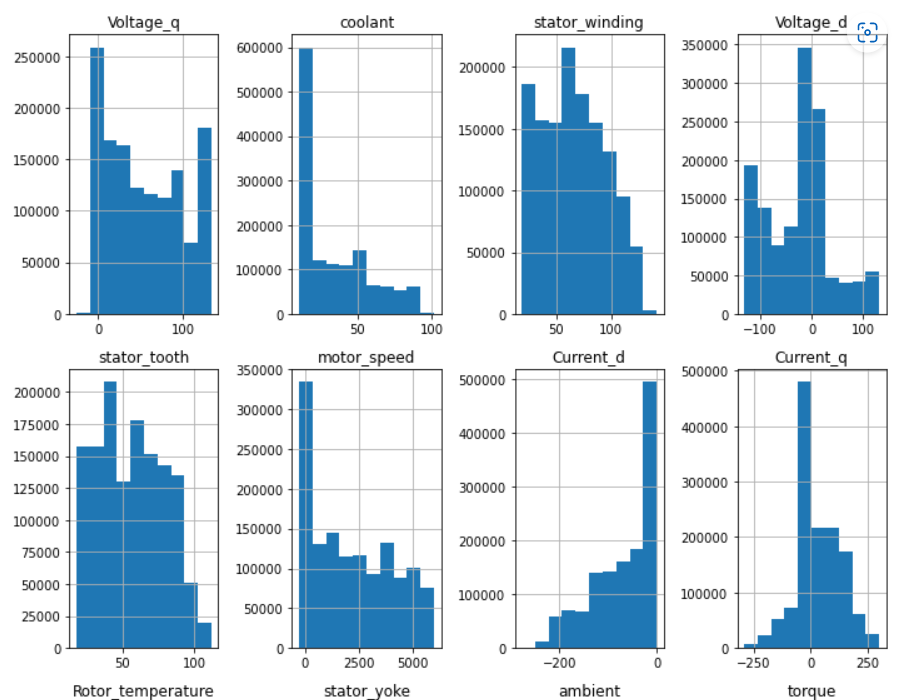 Voltage_q coolant stator_winding Voltage_d
250000 600000 200000 350000
200000 500000 150000 300000
150000 400000 100000 250000
100000 300000 50000 200000
50000 200000 0 150000
0 100000 100000
0 50000
0
0 100 50 100 50 100 −100 0 100
stator_tooth motor_speed Current_d Current_q
200000 350000 500000 500000
175000 300000 400000 400000
150000 250000 300000 300000
125000 200000 200000 200000
100000 150000 100000 100000
75000 100000 0 0
50000 50000
25000 0
0
50 100 0 2500 5000 −200 0 −250 0 250
Rotor_temperature stator_yoke ambient torque